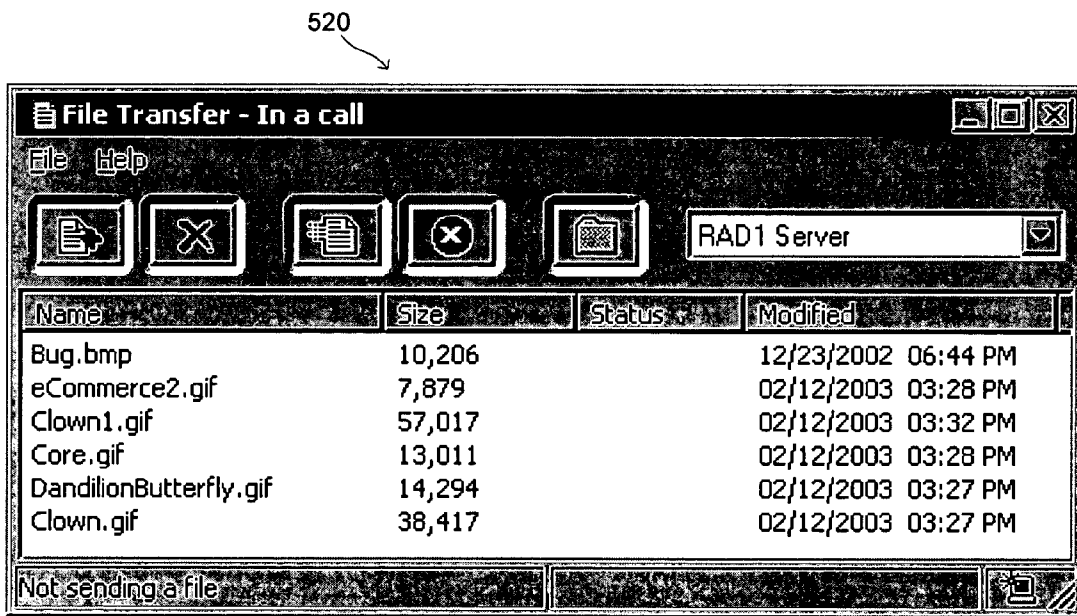 520
File Transfer - In a call
File Help
RAD1 Server
Name Size Status Modified
Bug.bmp 10,206 12/23/2002 06:44 PM
eCommerce2.gif 7,879 02/12/2003 03:28 PM
Clown1.gif 57,017 02/12/2003 03:32 PM
Core.gif 13,011 02/12/2003 03:28 PM
DandilionButterfly.gif 14,294 02/12/2003 03:27 PM
Clown.gif 38,417 02/12/2003 03:27 PM
Not sending a file